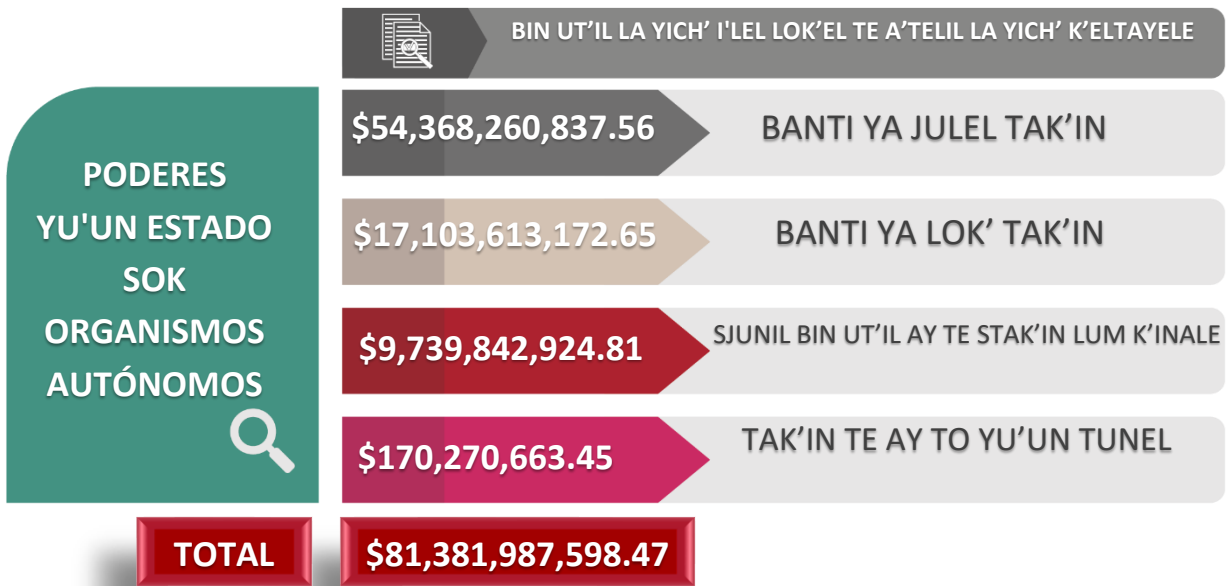 BIN UT’IL LA YICH’ I'LEL LOK’EL TE A’TELIL LA YICH’ K’ELTAYELE
PODERES
YU'UN ESTADO
SOK
ORGANISMOS
AUTÓNOMOS
$54,368,260,837.56
BANTI YA JULEL TAK’IN
$17,103,613,172.65
BANTI YA LOK’ TAK’IN
$9,739,842,924.81
SJUNIL BIN UT’IL AY TE STAK’IN LUM K’INALE
$170,270,663.45
TAK’IN TE AY TO YU’UN TUNEL
TOTAL
$81,381,987,598.47